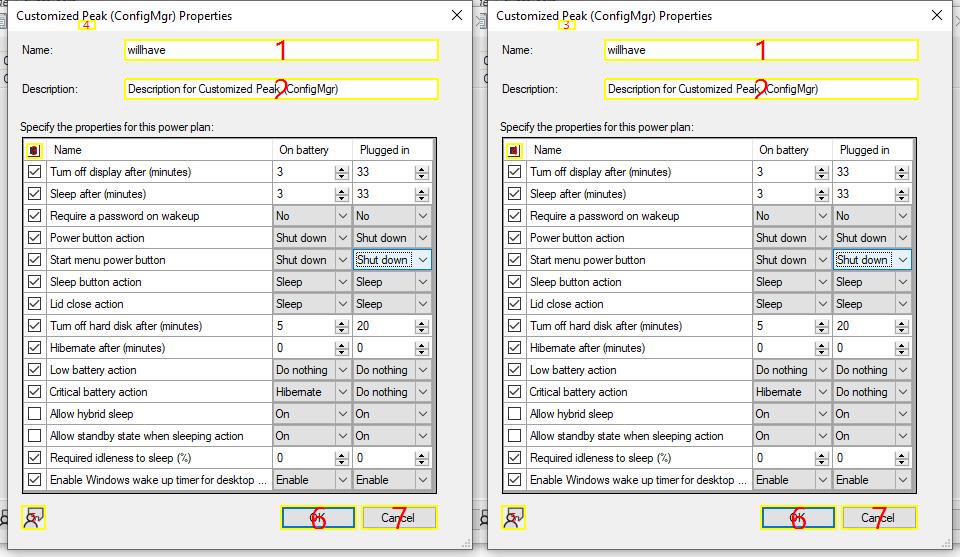 Customized Peak (ConfigMgr) Properties
4
Name: willhave 1
Description: Description for Customized Peak (ConfigMgr) 2
Specify the properties for this power plan:
Name On battery Plugged in
Turn off display after (minutes) 3 33
Sleep after (minutes) 3 33
Require a password on wakeup No No
Power button action Shut down Shut down
Start menu power button Shut down Shut down
Sleep button action Sleep Sleep
Lid close action Sleep Sleep
Turn off hard disk after (minutes) 5 20
Hibernate after (minutes) 0 0
Low battery action Do nothing Do nothing
Critical battery action Hibernate Do nothing
Allow hybrid sleep On On
Allow standby state when sleeping action On On
Required idleness to sleep (%) 0 0
Enable Windows wake up timer for desktop ... Enable Enable
OK 6 Cancel 7
Customized Peak (ConfigMgr) Properties
3
Name: willhave 1
Description: Description for Customized Peak (ConfigMgr) 2
Specify the properties for this power plan:
Name On battery Plugged in
Turn off display after (minutes) 3 33
Sleep after (minutes) 3 33
Require a password on wakeup No No
Power button action Shut down Shut down
Start menu power button Shut down Shut down
Sleep button action Sleep Sleep
Lid close action Sleep Sleep
Turn off hard disk after (minutes) 5 20
Hibernate after (minutes) 0 0
Low battery action Do nothing Do nothing
Critical battery action Hibernate Do nothing
Allow hybrid sleep On On
Allow standby state when sleeping action On On
Required idleness to sleep (%) 0 0
Enable Windows wake up timer for desktop ... Enable Enable
OK 6 Cancel 7